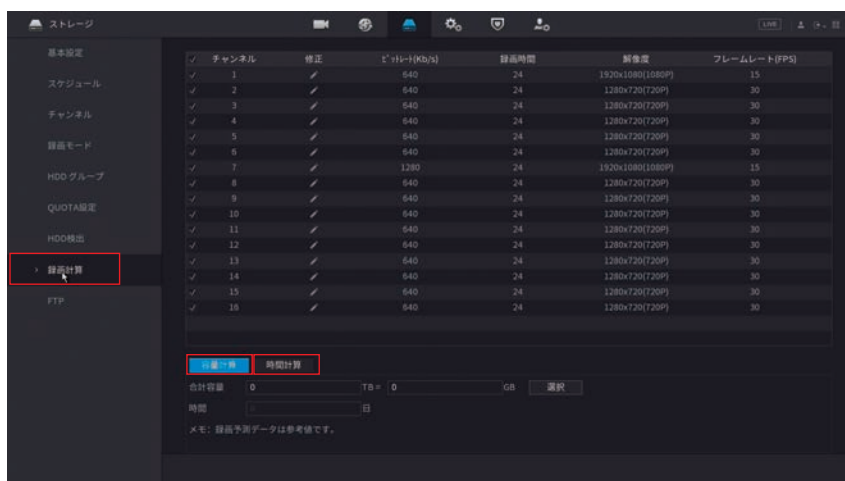 ストレージ LIVE
基本設定
スケジュール
チャンネル
録画モード
HDD グループ
QUOTA設定
HDD検出
録画計算
FTP
チャンネル 修正 ビットレート(Kb/s) 録画時間 解像度 フレームレート(FPS)
1 640 24 1920x1080(1080P) 15
2 640 24 1280x720(720P) 30
3 640 24 1280x720(720P) 30
4 640 24 1280x720(720P) 30
5 640 24 1280x720(720P) 30
6 640 24 1280x720(720P) 30
7 1280 24 1920x1080(1080P) 15
8 640 24 1280x720(720P) 30
9 640 24 1280x720(720P) 30
10 640 24 1280x720(720P) 30
11 640 24 1280x720(720P) 30
12 640 24 1280x720(720P) 30
13 640 24 1280x720(720P) 30
14 640 24 1280x720(720P) 30
15 640 24 1280x720(720P) 30
16 640 24 1280x720(720P) 30
容量計算 時間計算
合計容量 0 TB = 0 GB 選択
時間 日
メモ: 録画予測データは参考値です。